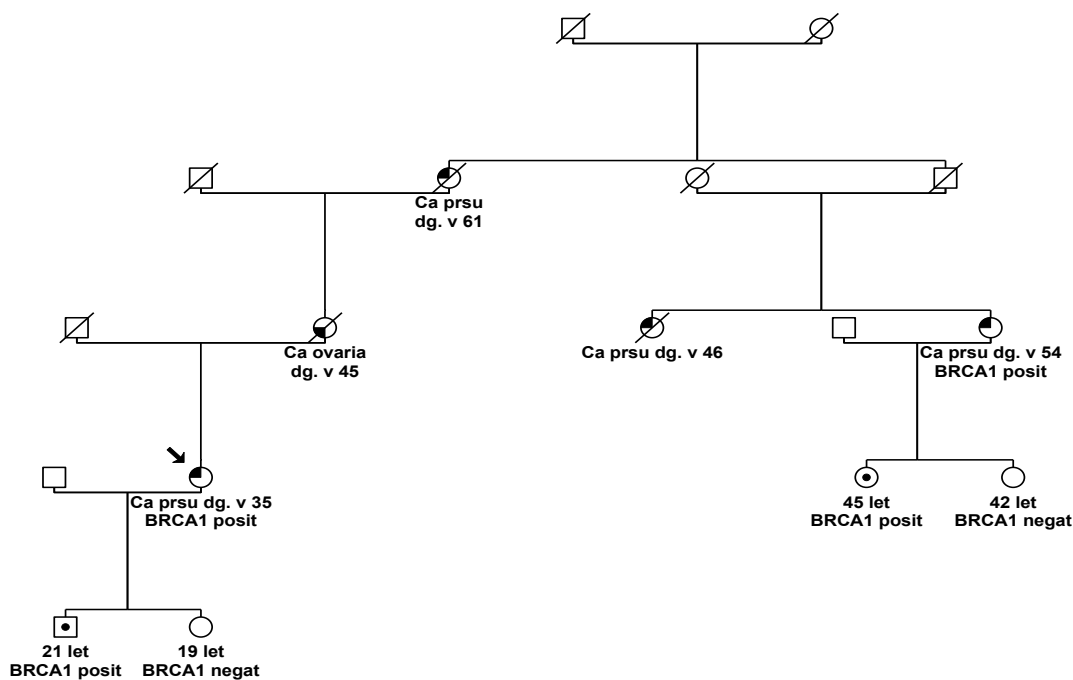 Ca prsu
dg. v 61
Ca ovaria
dg. v 45
Ca prsu dg. v 46
Ca prsu dg. v 54
BRCA1 posit
Ca prsu dg. v 35
BRCA1 posit
45 let
BRCA1 posit
42 let
BRCA1 negat
21 let
BRCA1 posit
19 let
BRCA1 negat